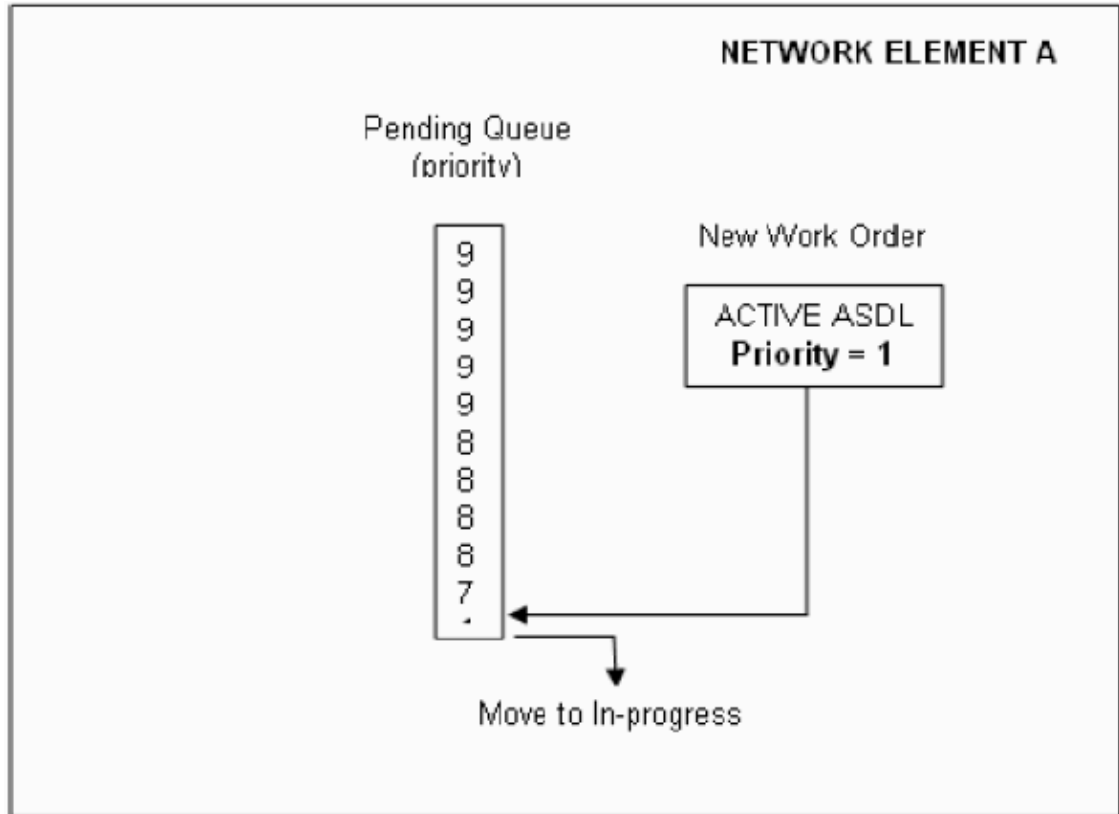 NETWORK ELEMENT A
Pending Queue
(priority)
9
9
9
9
9
8
8
8
8
7
New Work Order
ACTIVE ASDL
Priority = 1
Move to In-progress